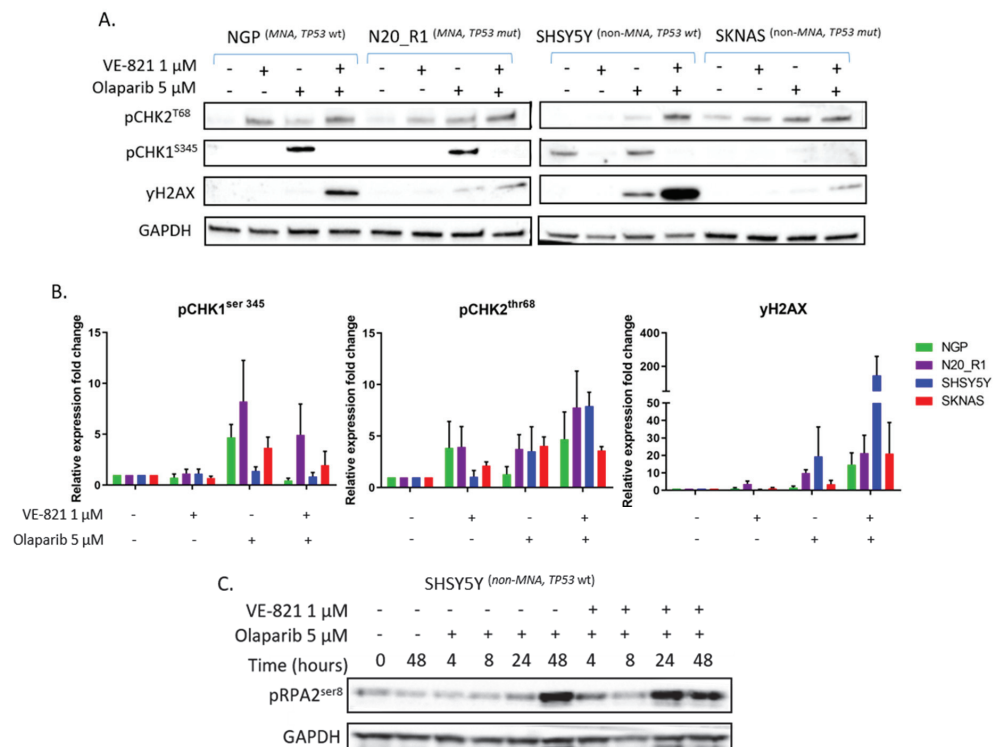 A.
NGP (MNA, TP53 wt) N20_R1 (MNA, TP53 mut) SHSY5Y (non-MNA, TP53 wt) SKNAS (non-MNA, TP53 mut)
VE-821 1 μM - + - + - + - + - + - + - + - +
Olaparib 5 μM - - + + - - + + - - + + - - + +
pCHK2T68
pCHK1S345
yH2AX
GAPDH
B.
pCHK1ser 345 pCHK2thr68 yH2AX
Relative expression fold change
15
10
5
0
Relative expression fold change
15
10
5
0
Relative expression fold change
400
200
50
40
30
20
10
0
NGP
N20_R1
SHSY5Y
SKNAS
VE-821 1 μM - + - + - + - + - + - +
Olaparib 5 μM - - + + - - + + - - + +
C.
SHSY5Y (non-MNA, TP53 wt)
VE-821 1 μM - - - - - - + + + +
Olaparib 5 μM - - + + + + + + + +
Time (hours) 0 48 4 8 24 48 4 8 24 48
pRPA2ser8
GAPDH